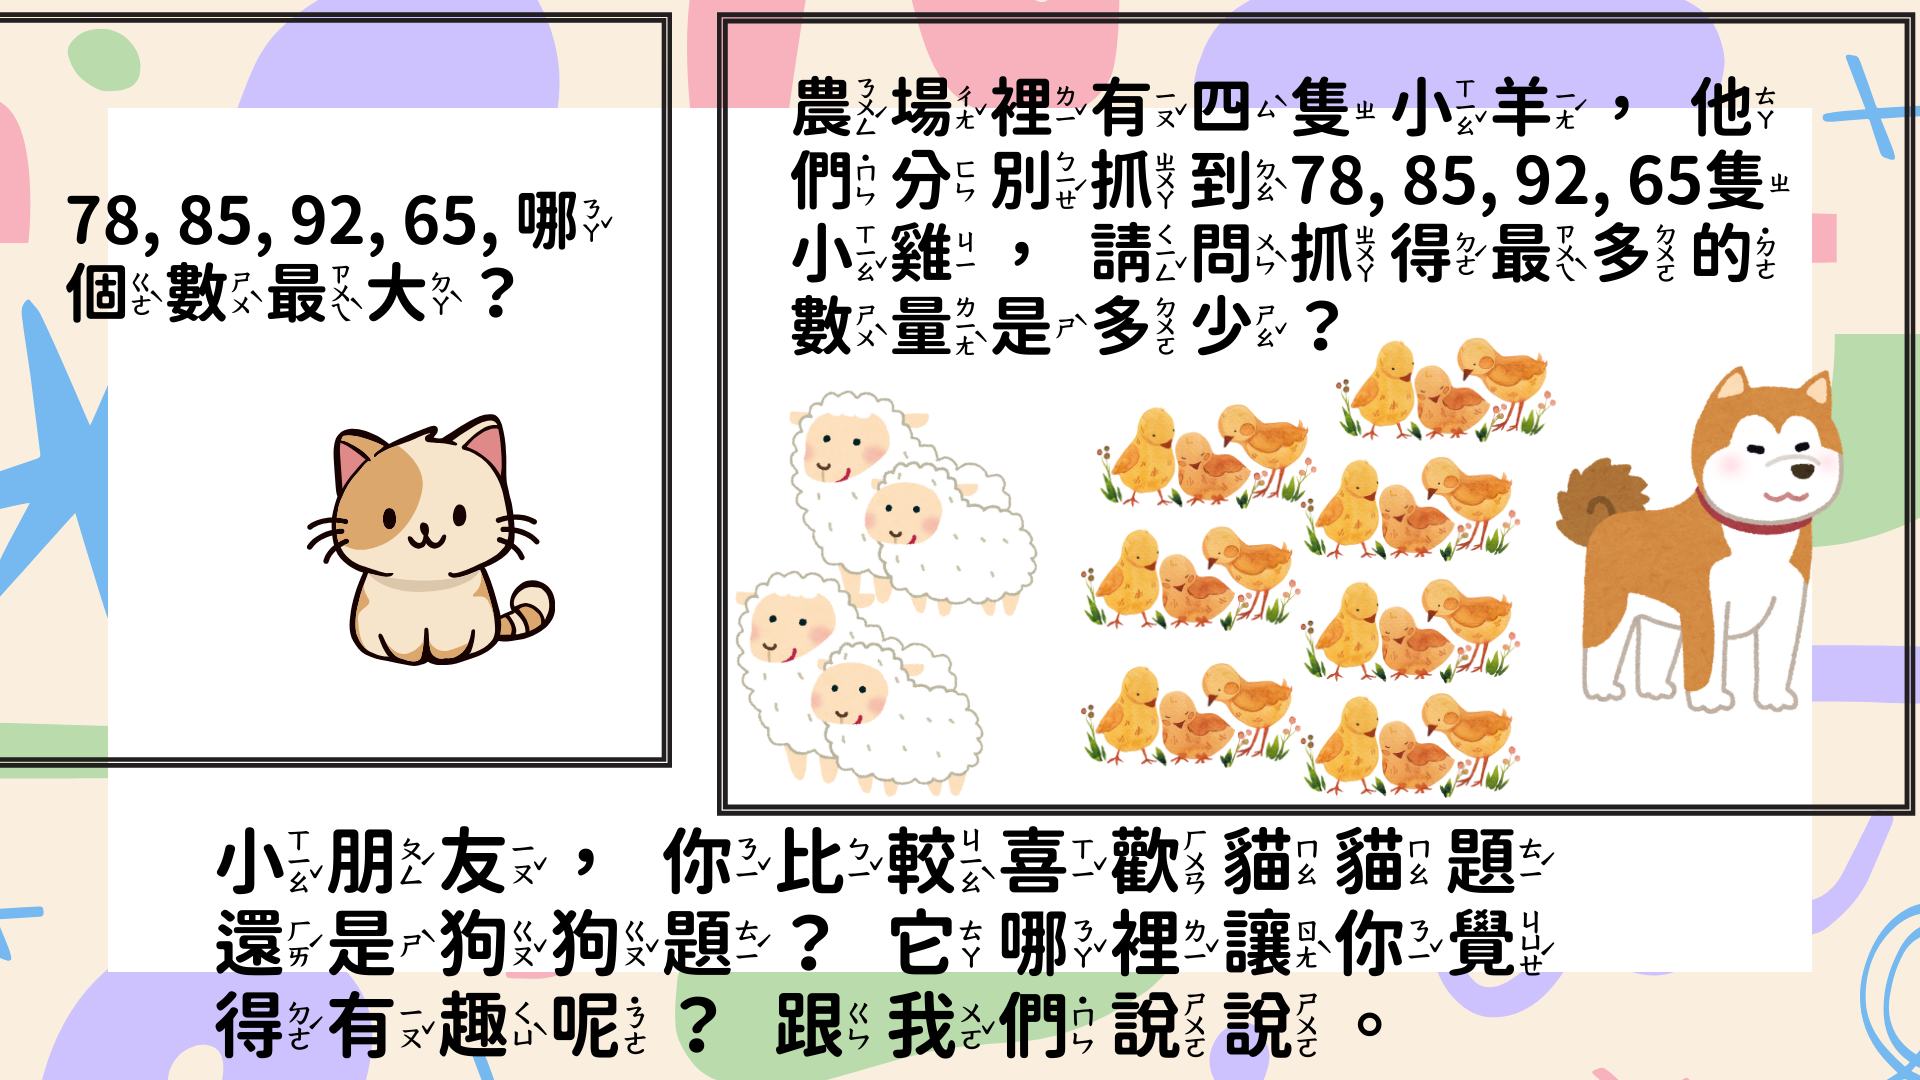 78, 85, 92, 65, 哪
個數最大？
農場裡有四隻小羊，他
們分別抓到78, 85, 92, 65隻
小雞，請問抓得最多的
數量是多少？
小朋友，你比較喜歡貓貓題
還是狗狗題？它哪裡讓你覺
得有趣呢？跟我們說說。